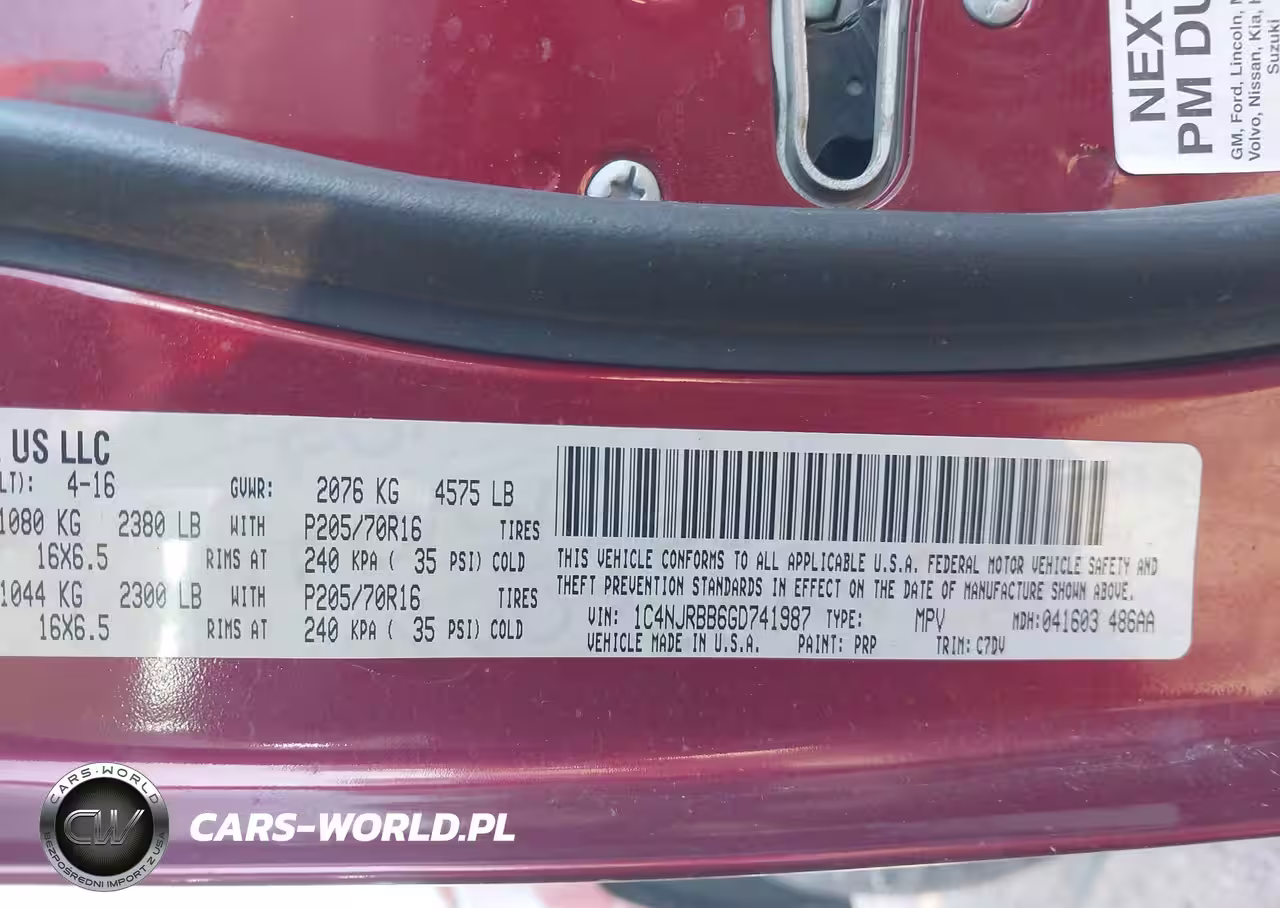 NEXT
PM DU
GM, Ford, Lincoln,
Volvo, Nissan, Kia,
Suzuki
US LLC
LT): 4-16 GVWR: 2076 KG 4575 LB
1080 KG 2380 LB WITH P205/70R16 TIRES
16X6.5 RIMS AT 240 KPA ( 35 PSI) COLD
1044 KG 2300 LB WITH P205/70R16 TIRES
16X6.5 RIMS AT 240 KPA ( 35 PSI) COLD
THIS VEHICLE CONFORMS TO ALL APPLICABLE U.S.A. FEDERAL MOTOR VEHICLE SAFETY AND
THEFT PREVENTION STANDARDS IN EFFECT ON THE DATE OF MANUFACTURE SHOWN ABOVE.
VIN: 1C4NJRBB6GD741987 TYPE: MPV MDH: 041603 486AA
VEHICLE MADE IN U.S.A. PAINT: PRP TRIM: C7DV
CARS-WORLD
CW
BEZPOŚREDNI IMPORT Z USA
CARS-WORLD.PL